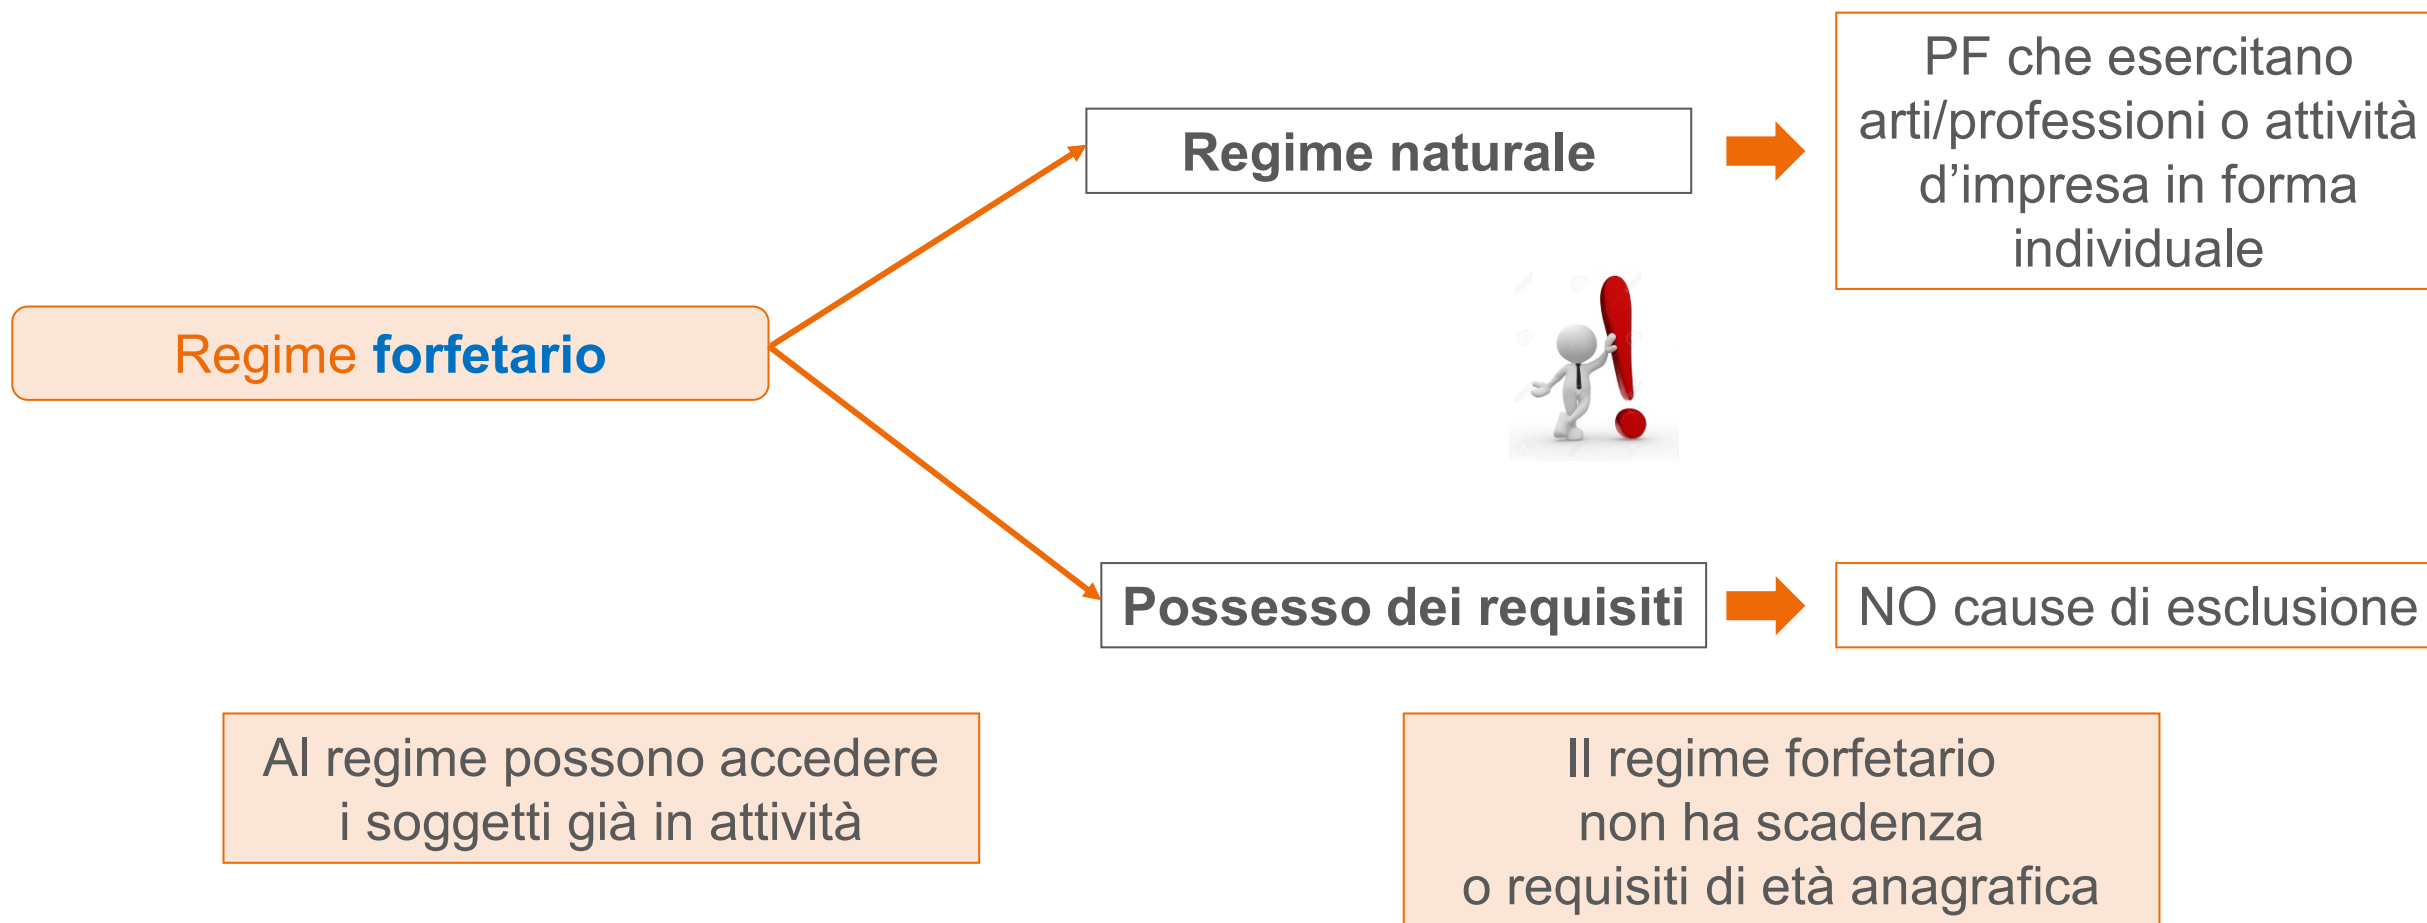 PF che esercitano
arti/professioni o attività
d’impresa in forma
individuale
Regime naturale
Regime forfetario
Possesso dei requisiti
NO cause di esclusione
Al regime possono accedere
i soggetti già in attività
Il regime forfetario
non ha scadenza
o requisiti di età anagrafica